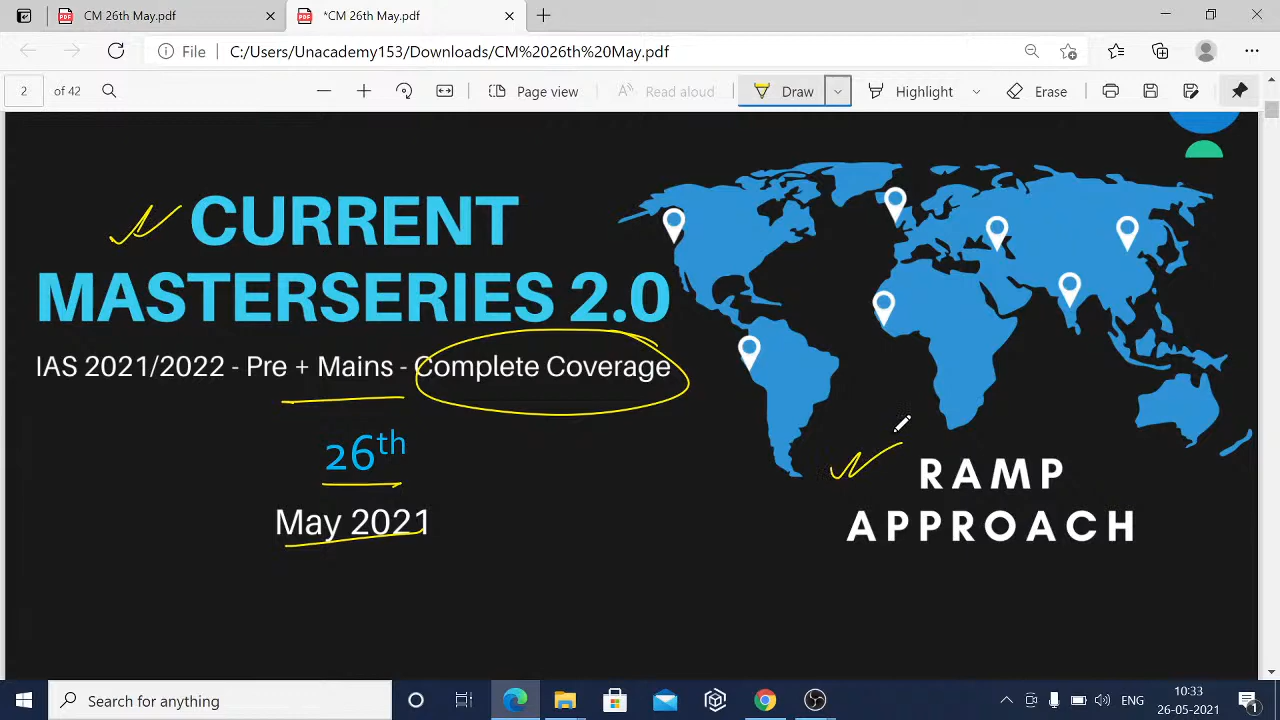 CM 26th May.pdf
*CM 26th May.pdf
File
C:/Users/Unacademy153/Downloads/CM%2026th%20May.pdf
2 of 42
Page view
Read aloud
Draw
Highlight
Erase
CURRENT
MASTERSERIES 2.0
IAS 2021/2022 - Pre + Mains - Complete Coverage
26th
May 2021
RAMP
APPROACH
Search for anything
ENG
10:33
26-05-2021
1